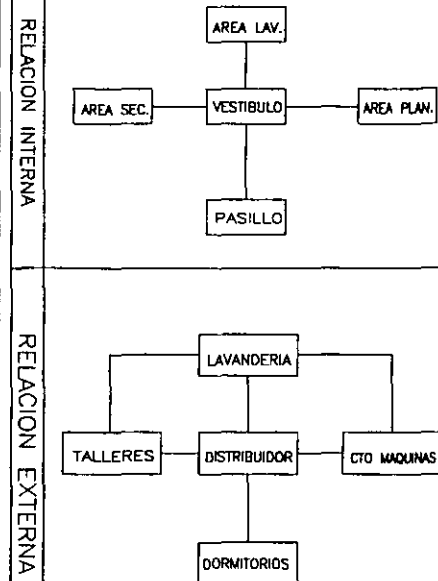 RELACION INTERNA
AREA LAV.
AREA SEC.
VESTIBULO
AREA PLAN.
PASILLO
RELACION EXTERNA
LAVANDERIA
TALLERES
DISTRIBUIDOR
CTO MAQUINAS
DORMITORIOS